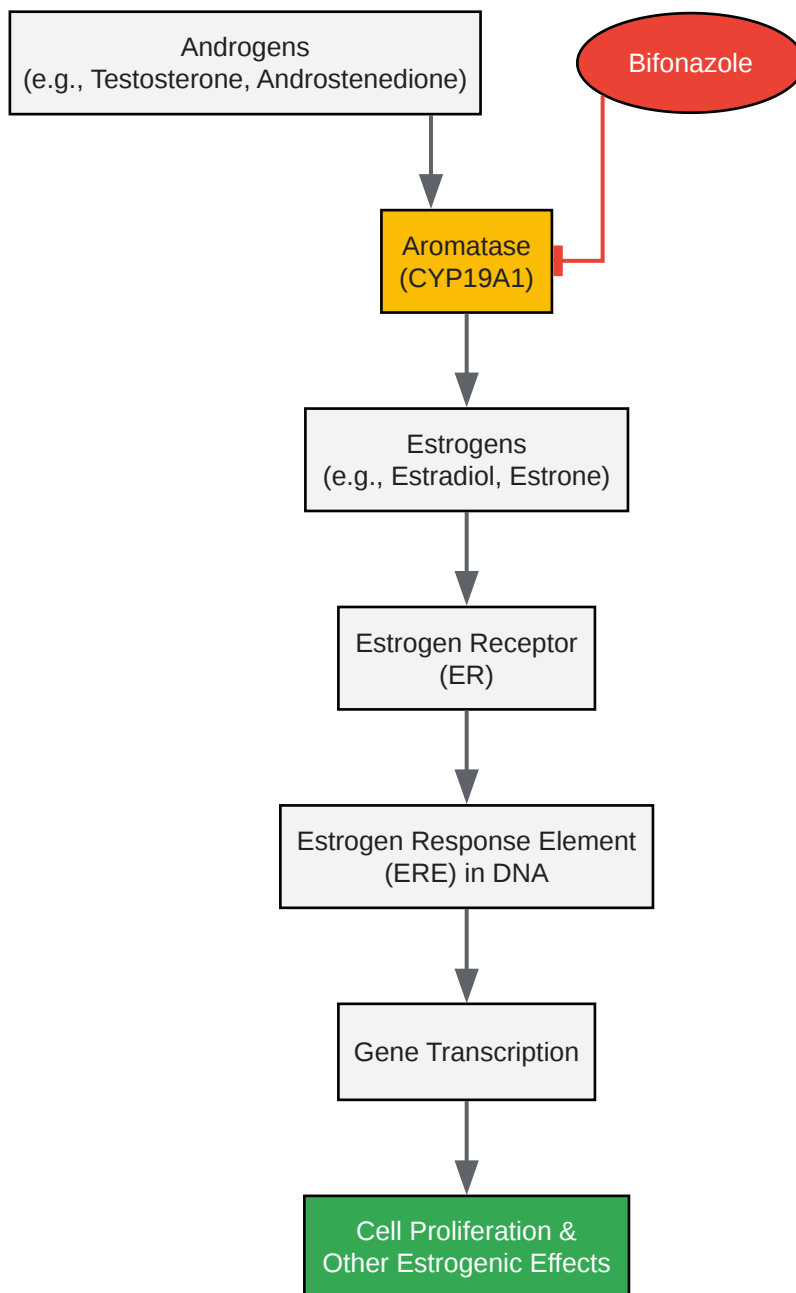 Androgens
(e.g., Testosterone, Androstenedione)
Bifonazole
Aromatase
(CYP19A1)
Estrogens
(e.g., Estradiol, Estrone)
Estrogen Receptor
(ER)
Estrogen Response Element
(ERE) in DNA
Gene Transcription
Cell Proliferation &
Other Estrogenic Effects